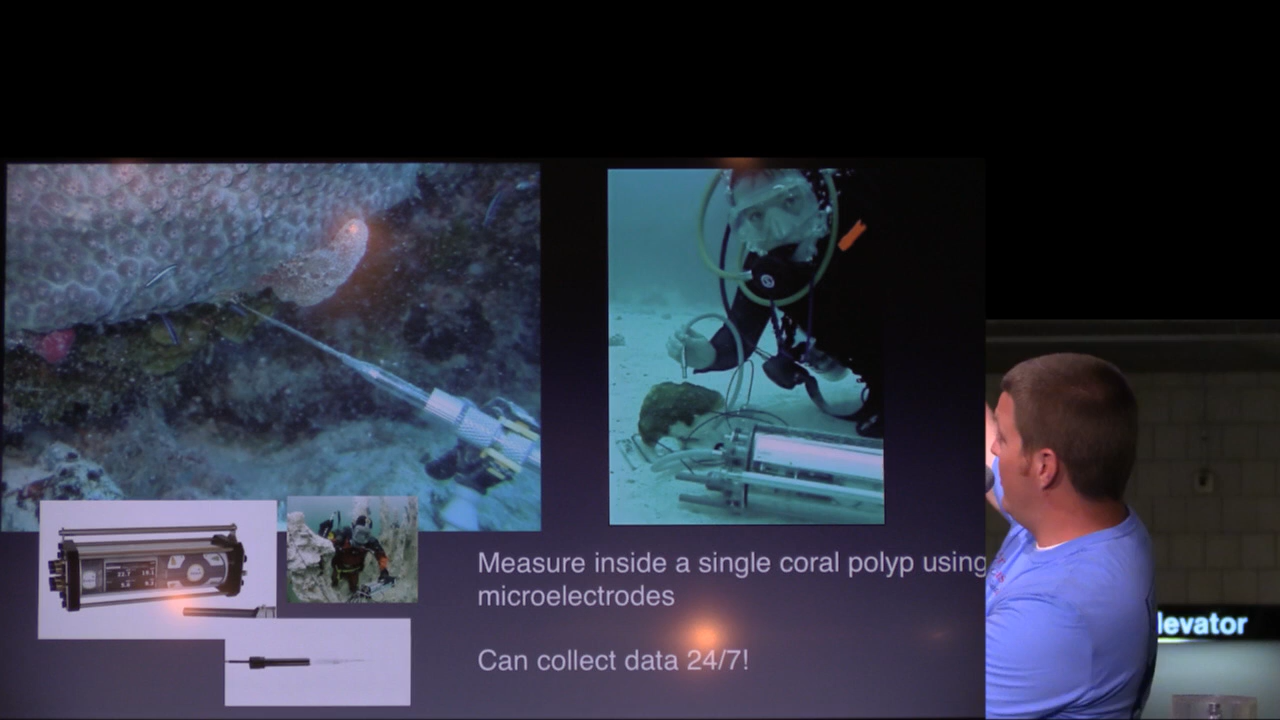 Measure inside a single coral polyp using
microelectrodes
Can collect data 24/7!
levator